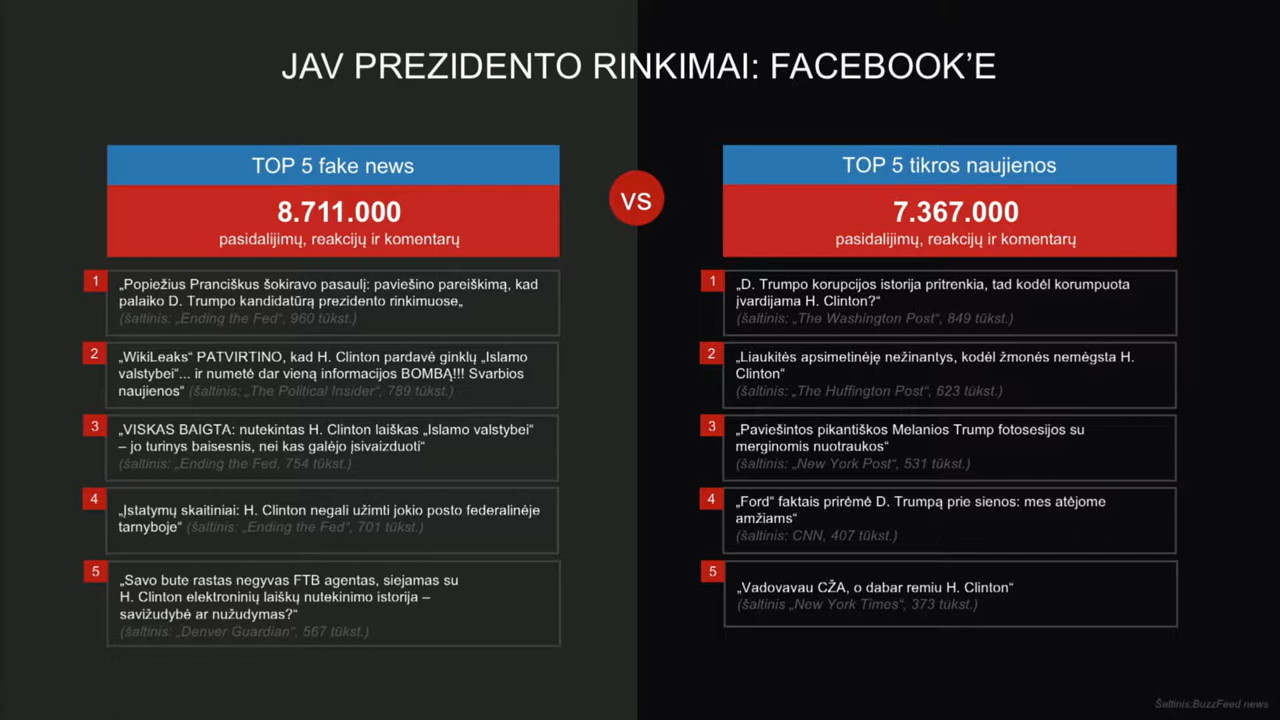 JAV PREZIDENTO RINKIMAI: FACEBOOK’E
TOP 5 fake news
8.711.000
pasidalijimų, reakcijų ir komentarų
1
„Popiežius Pranciškus šokiravo pasaulį: paviešino pareiškimą, kad
palaiko D. Trumpo kandidatūrą prezidento rinkimuose„
(šaltinis: „Ending the Fed“, 960 tūkst.)
2
„WikiLeaks“ PATVIRTINO, kad H. Clinton pardavė ginklų „Islamo
valstybei“... ir numetė dar vieną informacijos BOMBĄ!!! Svarbios
naujienos“ (šaltinis: „The Political Insider“, 789 tūkst.)
3
„VISKAS BAIGTA: nutekintas H. Clinton laiškas „Islamo valstybei“
– jo turinys baisesnis, nei kas galėjo įsivaizduoti“
(šaltinis: „Ending the Fed, 754 tūkst.)
4
„Įstatymų skaitiniai: H. Clinton negali užimti jokio posto federalinėje
tarnyboje” (šaltinis: „Ending the Fed“, 701 tūkst.)
5
„Savo bute rastas negyvas FTB agentas, siejamas su
H. Clinton elektroninių laiškų nutekinimo istorija –
savižudybė ar nužudymas?“
(šaltinis: „Denver Guardian“, 567 tūkst.)
VS
TOP 5 tikros naujienos
7.367.000
pasidalijimų, reakcijų ir komentarų
1
„D. Trumpo korupcijos istorija pritrenkia, tad kodėl korumpuota
įvardijama H. Clinton?“
(šaltinis: „The Washington Post“, 849 tūkst.)
2
„Liaukitės apsimetinėję nežinantys, kodėl žmonės nemėgsta H.
Clinton“
(šaltinis: „The Huffington Post“, 623 tūkst.)
3
„Paviešintos pikantiškos Melanios Trump fotosesijos su
merginomis nuotraukos“
(šaltinis: „New York Post“, 531 tūkst.)
4
„Ford“ faktais prirėmė D. Trumpą prie sienos: mes atėjome
amžiams“
(šaltinis: CNN, 407 tūkst.)
5
„Vadovavau CŽA, o dabar remiu H. Clinton“
(šaltinis „New York Times“, 373 tūkst.)
Šaltinis:BuzzFeed news